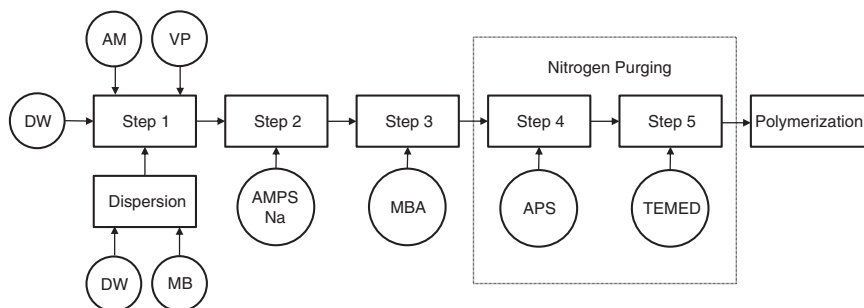 AM
VP
Nitrogen Purging
DW
Step 1
Step 2
Step 3
Step 4
Step 5
Polymerization
Dispersion
AMPS
Na
MBA
APS
TEMED
DW
MB